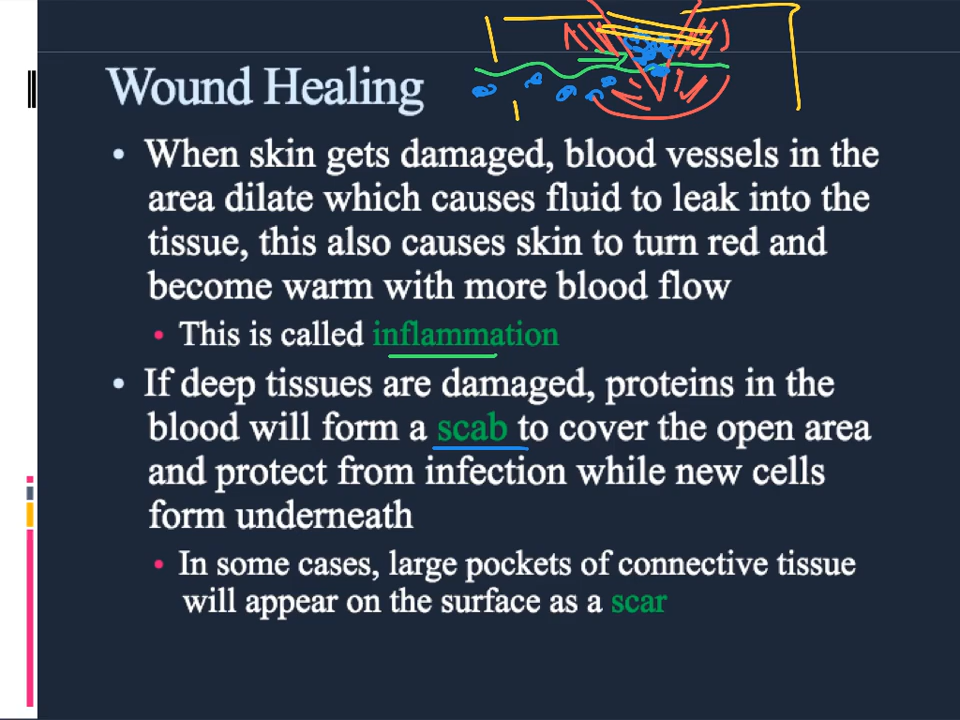 Wound Healing
• When skin gets damaged, blood vessels in the
area dilate which causes fluid to leak into the
tissue, this also causes skin to turn red and
become warm with more blood flow
• This is called inflammation
• If deep tissues are damaged, proteins in the
blood will form a scab to cover the open area
and protect from infection while new cells
form underneath
• In some cases, large pockets of connective tissue
will appear on the surface as a scar